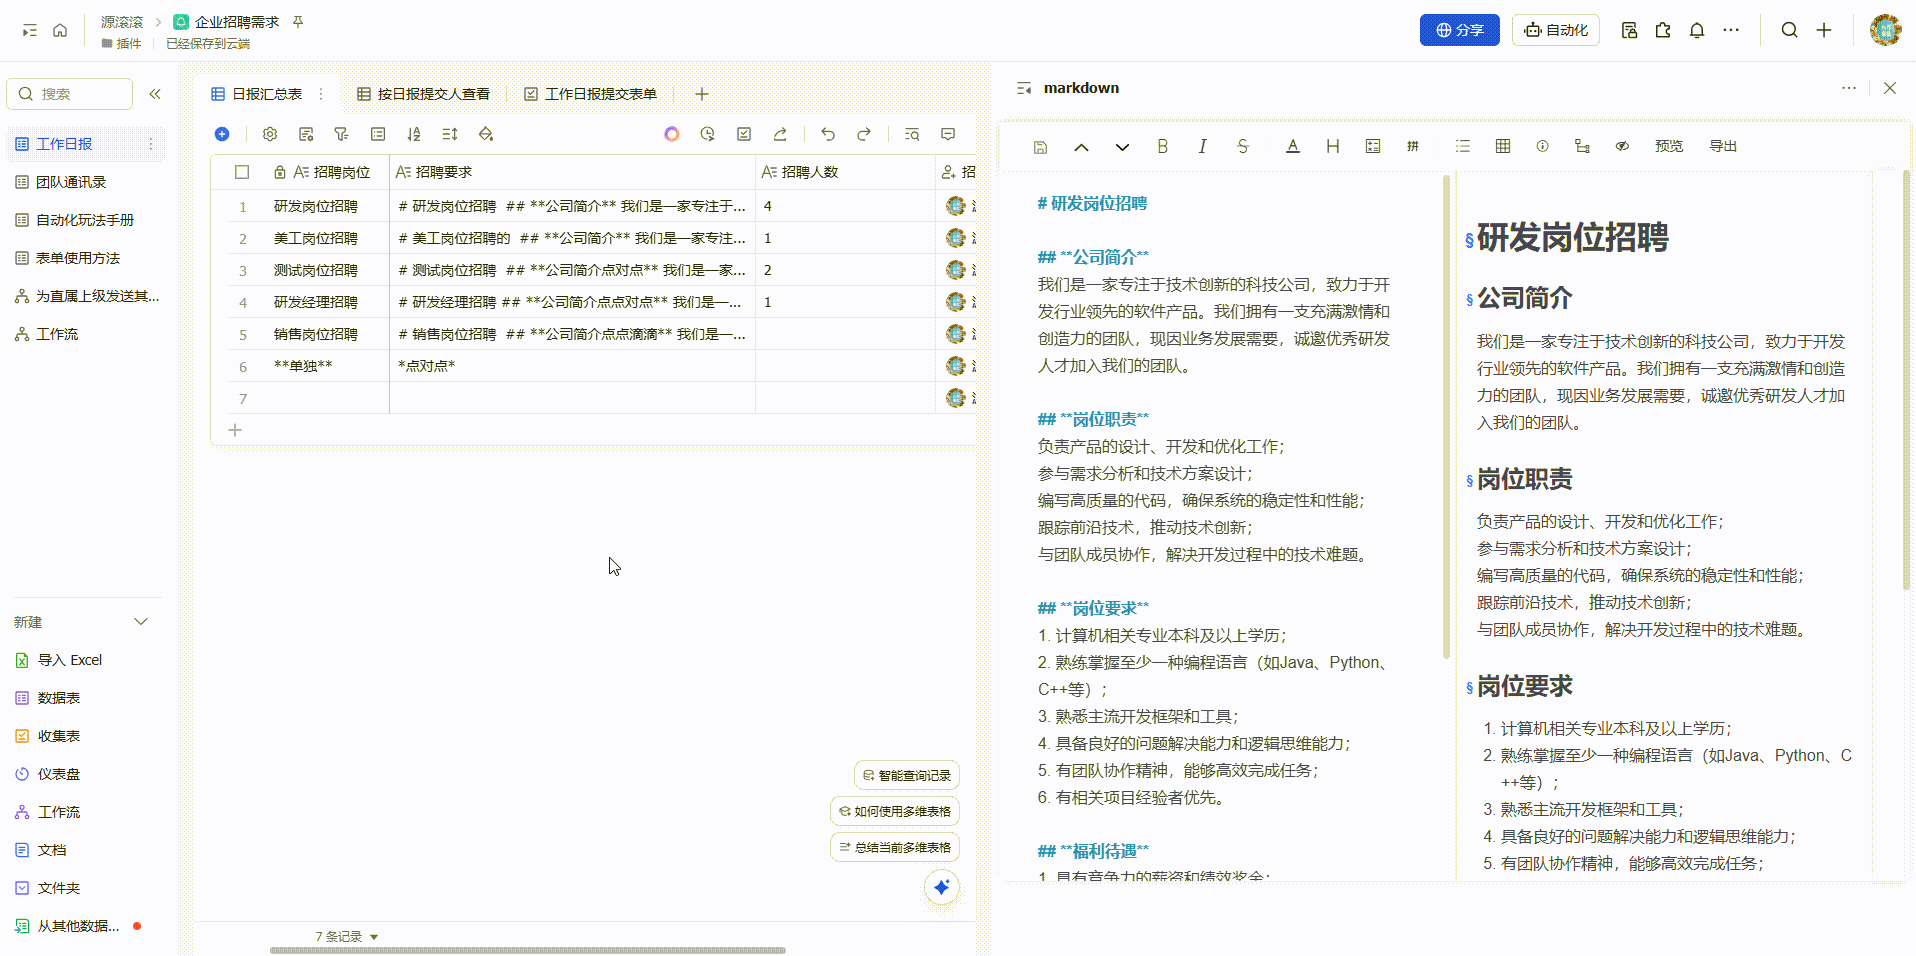 源滚滚
企业招聘需求
插件
已经保存到云端
分享
自动化
搜索
工作日报
团队通讯录
自动化玩法手册
表单使用方法
为直属上级发送其...
工作流
新建
导入 Excel
数据表
收集表
仪表盘
工作流
文档
文件夹
从其他数据...
日报汇总表
按日报提交人查看
工作日报提交表单
招聘岗位
招聘要求
招聘人数
招
1
研发岗位招聘
# 研发岗位招聘 ## **公司简介** 我们是一家专注于...
4
2
美工岗位招聘
# 美工岗位招聘的 ## **公司简介** 我们是一家专注...
1
3
测试岗位招聘
# 测试岗位招聘 ## **公司简介点对点** 我们是一家...
2
4
研发经理招聘
# 研发经理招聘 ## **公司简介点点对点** 我们是一...
1
5
销售岗位招聘
# 销售岗位招聘 ## **公司简介点点滴滴** 我们是一...
6
**单独**
*点对点*
7
智能查询记录
如何使用多维表格
总结当前多维表格
7 条记录
markdown
预览
导出
# 研发岗位招聘
## **公司简介**
我们是一家专注于技术创新的科技公司，致力于开
发行业领先的软件产品。我们拥有一支充满激情和
创造力的团队，现因业务发展需要，诚邀优秀研发
人才加入我们的团队。
## **岗位职责**
负责产品的设计、开发和优化工作；
参与需求分析和技术方案设计；
编写高质量的代码，确保系统的稳定性和性能；
跟踪前沿技术，推动技术创新；
与团队成员协作，解决开发过程中的技术难题。
## **岗位要求**
1. 计算机相关专业本科及以上学历；
2. 熟练掌握至少一种编程语言（如Java、Python、
C++等）；
3. 熟悉主流开发框架和工具；
4. 具备良好的问题解决能力和逻辑思维能力；
5. 有团队协作精神，能够高效完成任务；
6. 有相关项目经验者优先。
## **福利待遇**
1. 具有竞争力的薪资和绩效奖金；
§研发岗位招聘
§公司简介
我们是一家专注于技术创新的科技公司，致力于开发
行业领先的软件产品。我们拥有一支充满激情和创造
力的团队，现因业务发展需要，诚邀优秀研发人才加
入我们的团队。
§岗位职责
负责产品的设计、开发和优化工作；
参与需求分析和技术方案设计；
编写高质量的代码，确保系统的稳定性和性能；
跟踪前沿技术，推动技术创新；
与团队成员协作，解决开发过程中的技术难题。
§岗位要求
1. 计算机相关专业本科及以上学历；
2. 熟练掌握至少一种编程语言（如Java、Python、C
++等）；
3. 熟悉主流开发框架和工具；
4. 具备良好的问题解决能力和逻辑思维能力；
5. 有团队协作精神，能够高效完成任务；